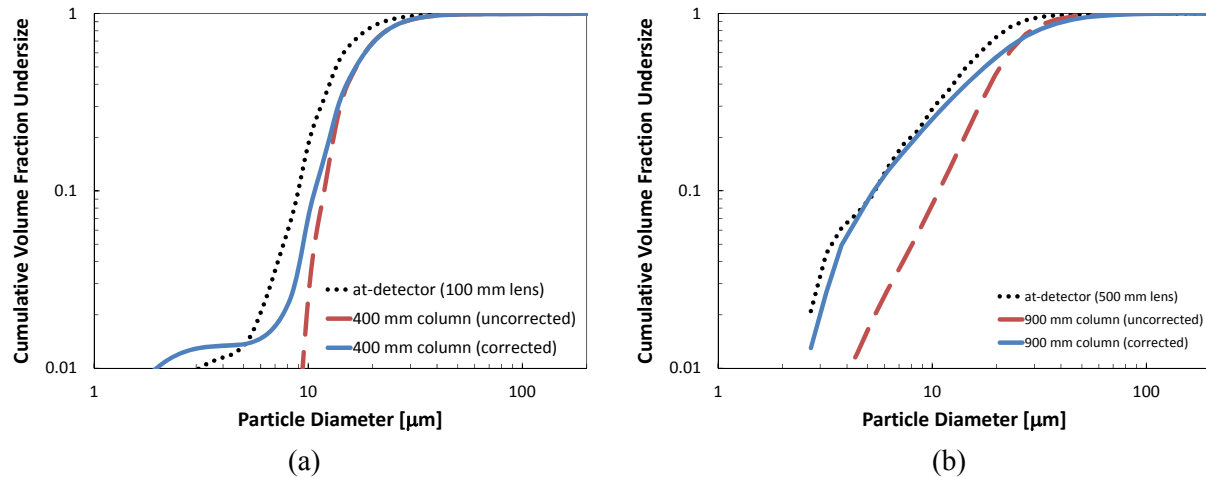 Cumulative Volume Fraction Undersize
1
0.1
0.01
at-detector (100 mm lens)
400 mm column (uncorrected)
400 mm column (corrected)
1 10 100
Particle Diameter [μm]
(a)
Cumulative Volume Fraction Undersize
1
0.1
0.01
at-detector (500 mm lens)
900 mm column (uncorrected)
900 mm column (corrected)
1 10 100
Particle Diameter [μm]
(b)